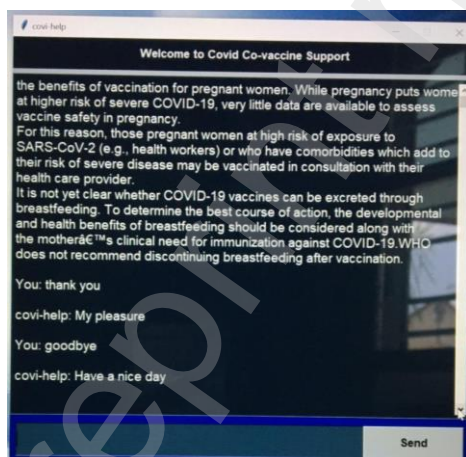 covi-help
Welcome to Covid Co-vaccine Support
the benefits of vaccination for pregnant women. While pregnancy puts wome
at higher risk of severe COVID-19, very little data are available to assess
vaccine safety in pregnancy.
For this reason, those pregnant women at high risk of exposure to
SARS-CoV-2 (e.g., health workers) or who have comorbidities which add to
their risk of severe disease may be vaccinated in consultation with their
health care provider.
It is not yet clear whether COVID-19 vaccines can be excreted through
breastfeeding. To determine the best course of action, the developmental
and health benefits of breastfeeding should be considered along with
the motherâ€™s clinical need for immunization against COVID-19.WHO
does not recommend discontinuing breastfeeding after vaccination.
You: thank you
covi-help: My pleasure
You: goodbye
covi-help: Have a nice day
Send